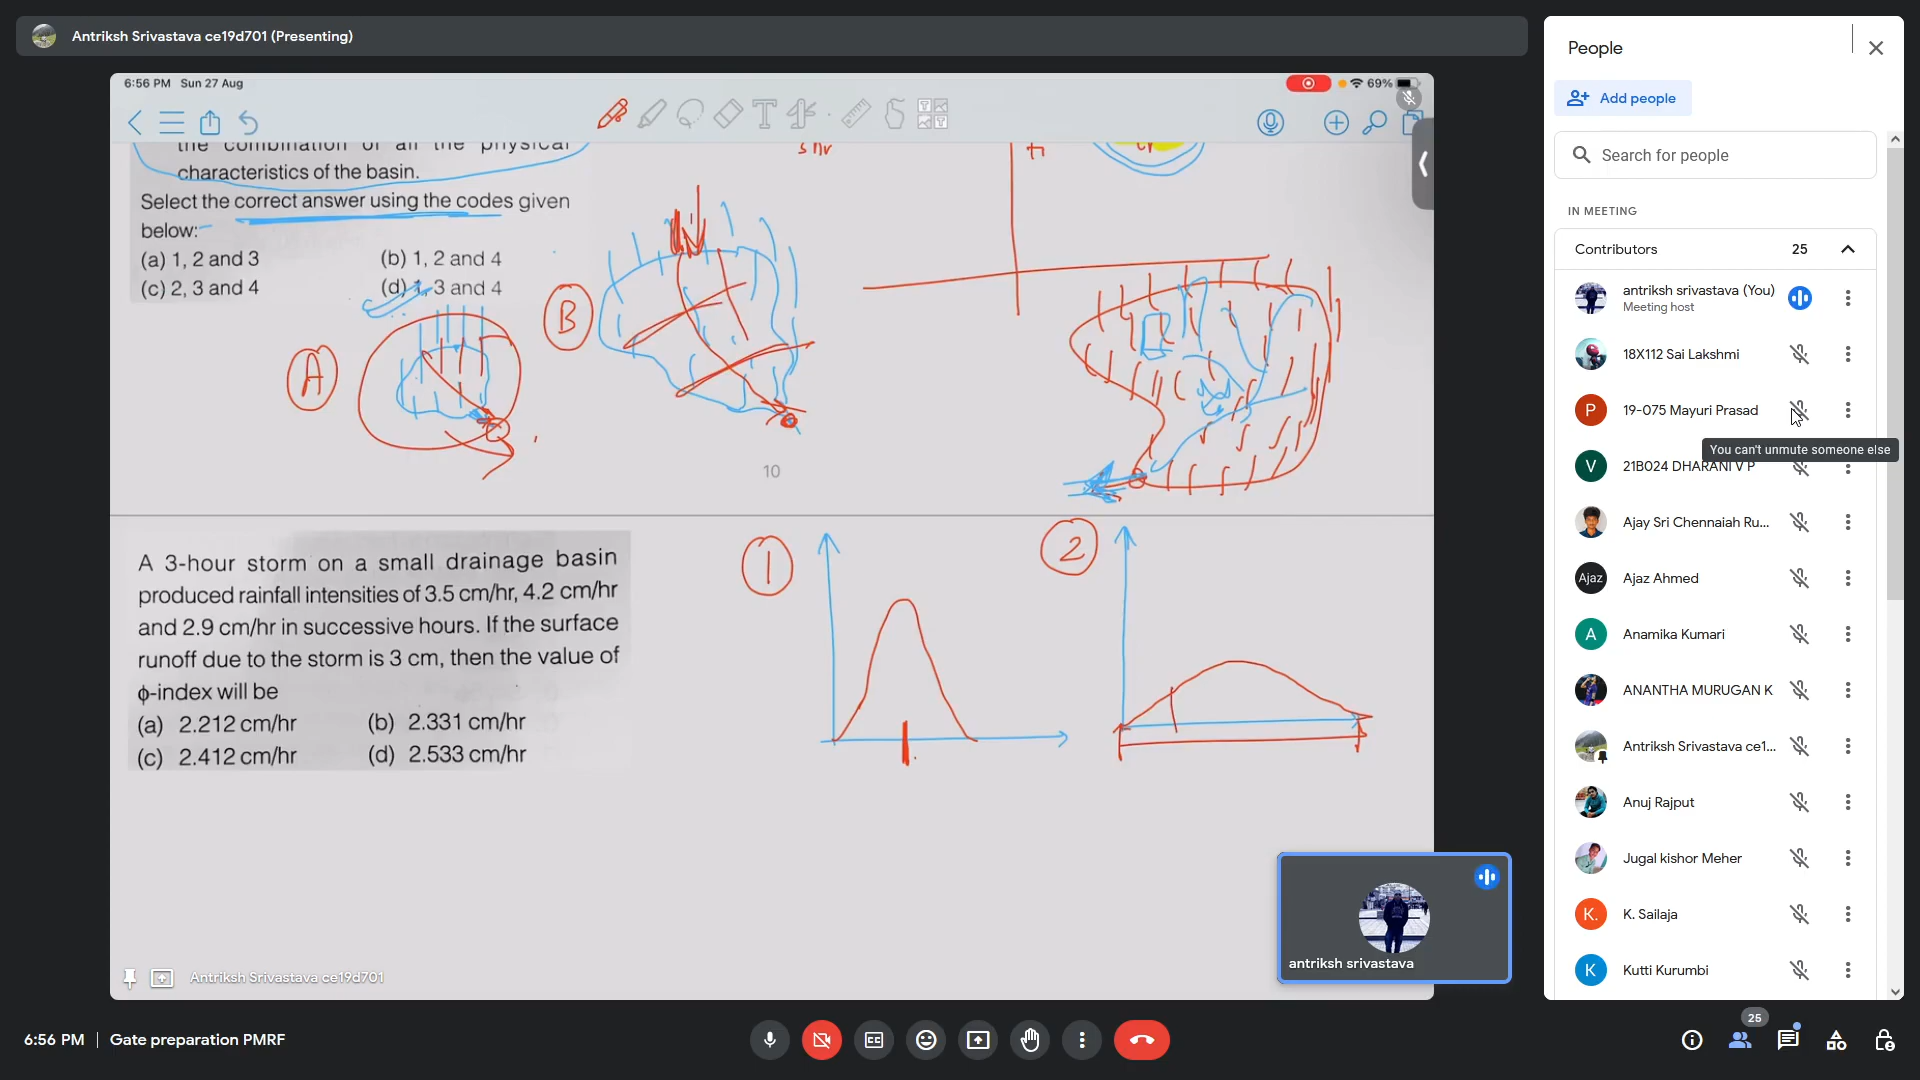 Antriksh Srivastava ce19d701 (Presenting)
6:56 PM Sun 27 Aug
69%
the combination of all the physical
characteristics of the basin.
Select the correct answer using the codes given
below:
(a) 1, 2 and 3
(b) 1, 2 and 4
(c) 2, 3 and 4
(d) 1, 3 and 4
A
B
10
A 3-hour storm on a small drainage basin
produced rainfall intensities of 3.5 cm/hr, 4.2 cm/hr
and 2.9 cm/hr in successive hours. If the surface
runoff due to the storm is 3 cm, then the value of
ϕ-index will be
(a) 2.212 cm/hr
(b) 2.331 cm/hr
(c) 2.412 cm/hr
(d) 2.533 cm/hr
1
2
Antriksh Srivastava ce19d701
antriksh srivastava
People
Add people
Search for people
IN MEETING
Contributors 25
antriksh srivastava (You)
Meeting host
18X112 Sai Lakshmi
P 19-075 Mayuri Prasad
You can't unmute someone else
V 21B024 DHARANI V P
Ajay Sri Chennaiah Ru...
Ajaz Ajaz Ahmed
A Anamika Kumari
ANANTHA MURUGAN K
Antriksh Srivastava ce1...
Anuj Rajput
Jugal kishor Meher
K. K. Sailaja
K Kutti Kurumbi
6:56 PM | Gate preparation PMRF
25